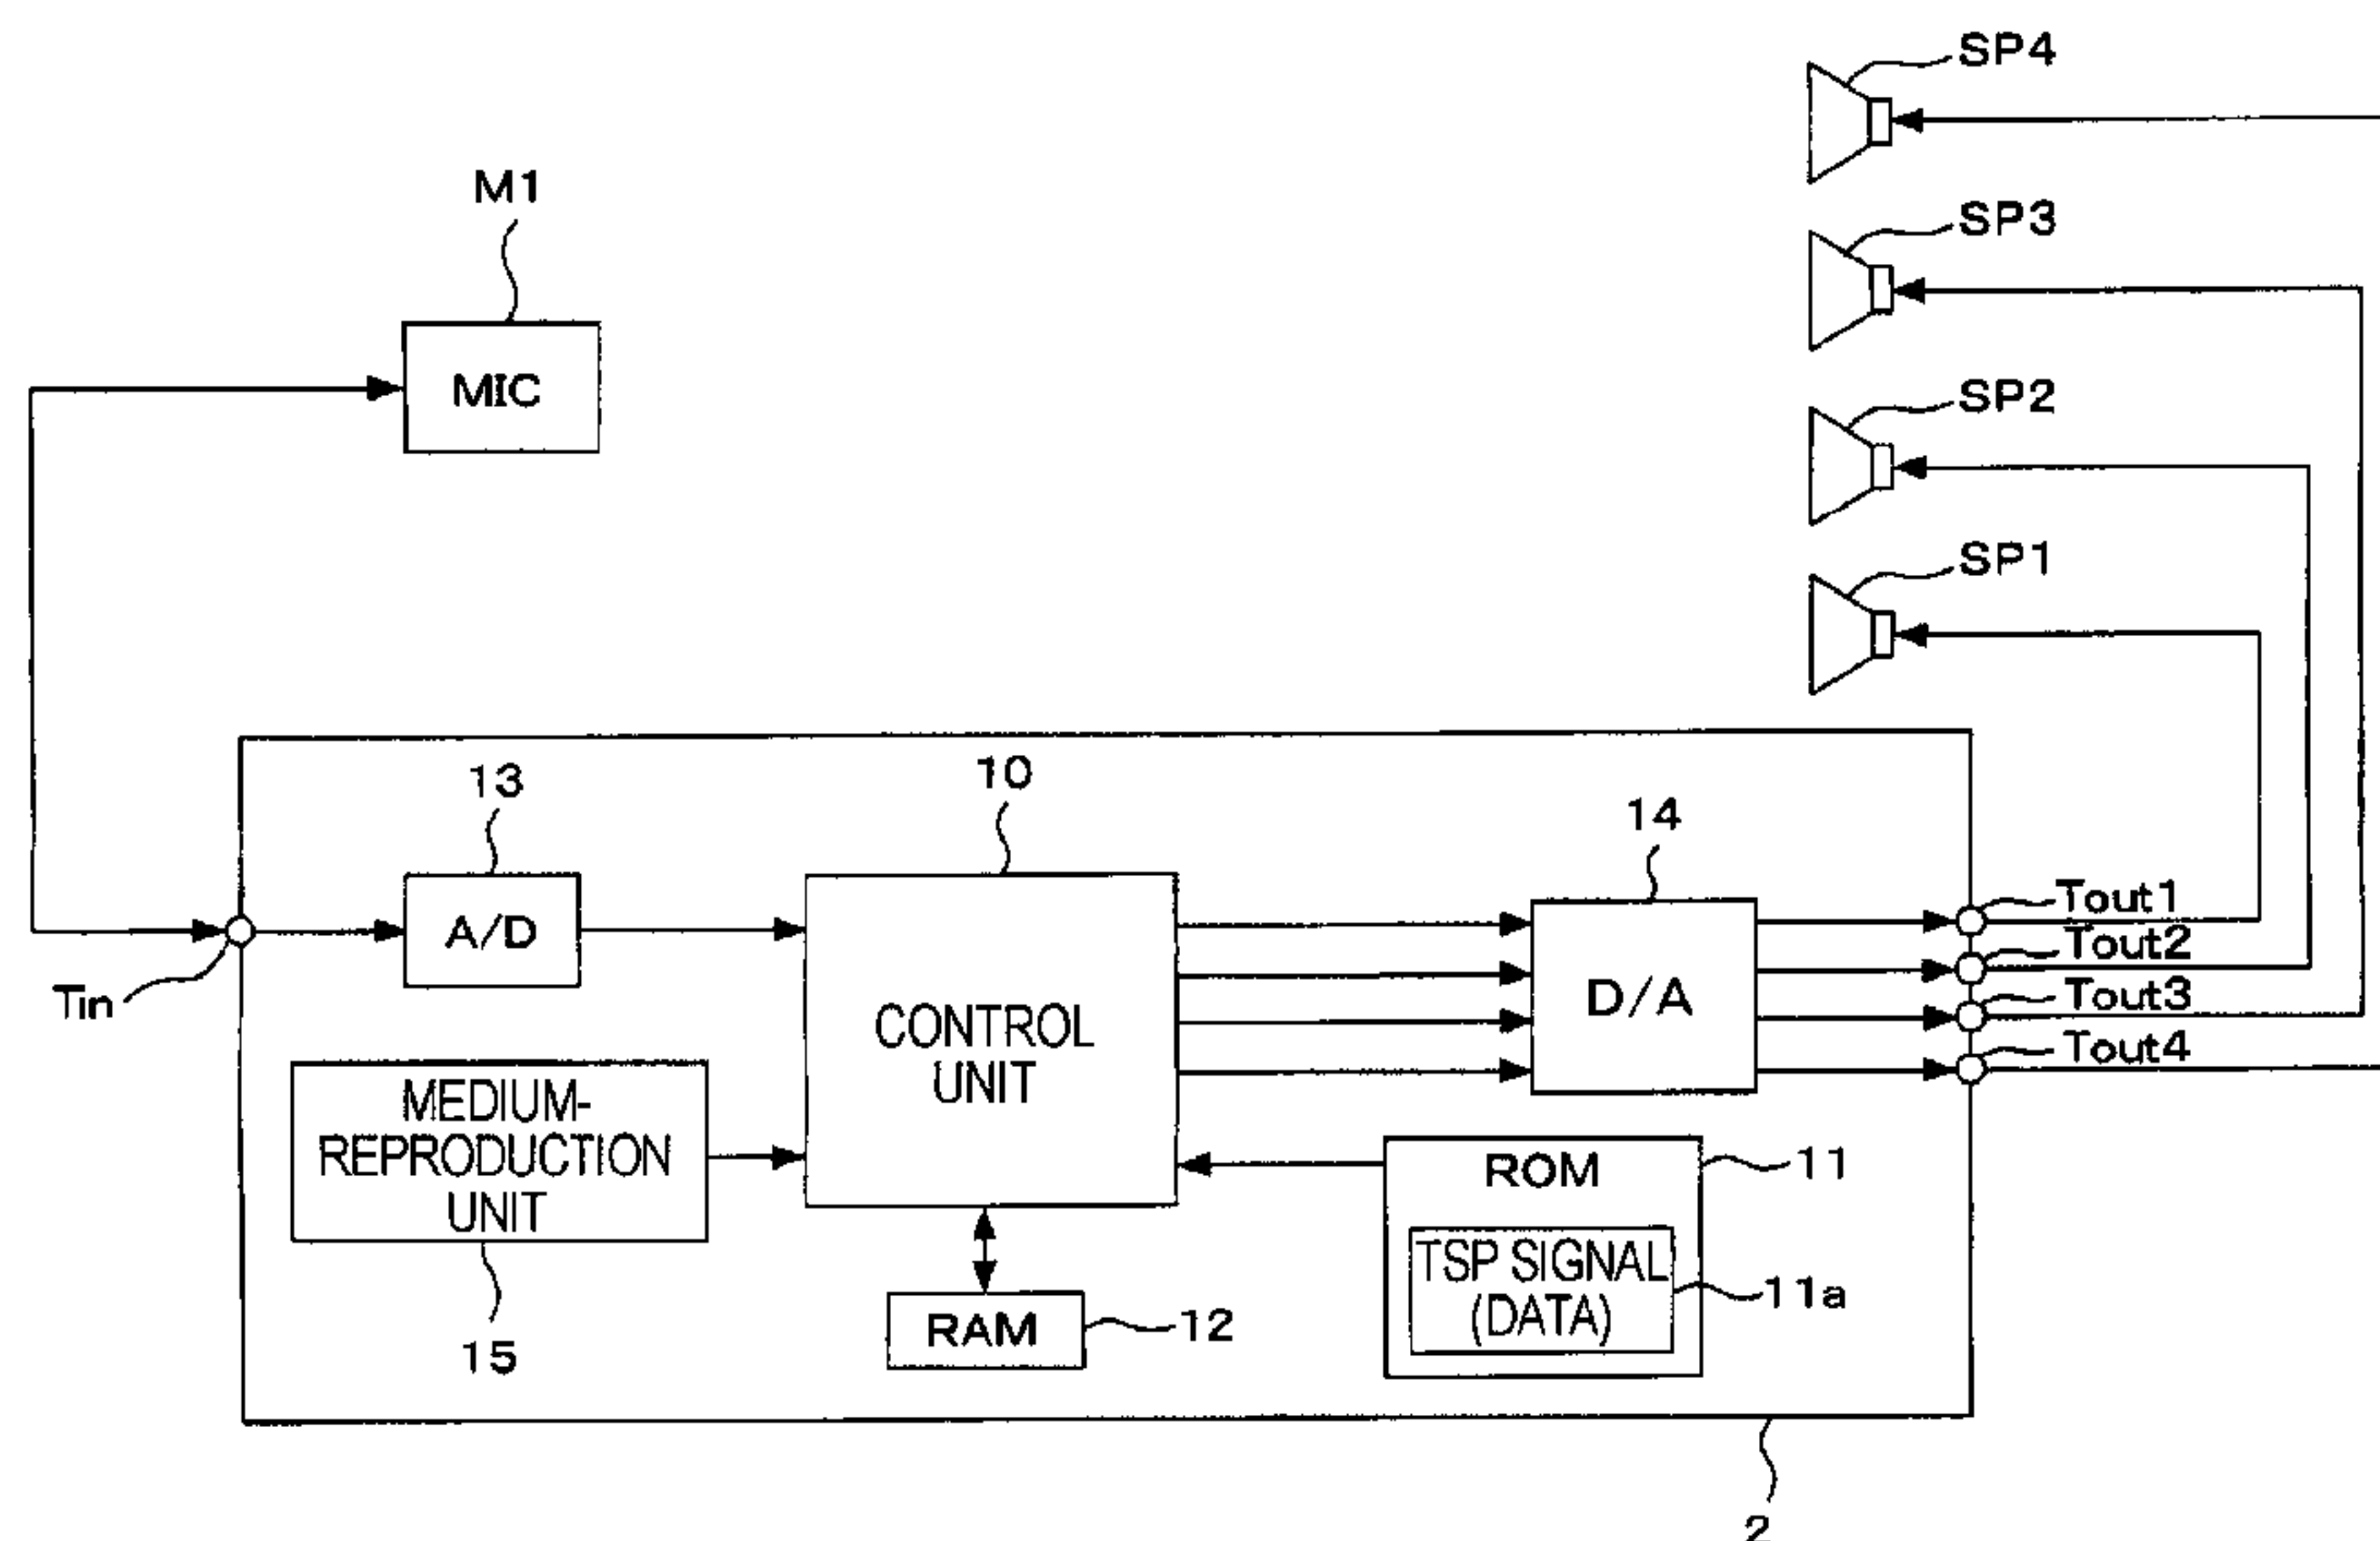 SP4
M1
SP3
MIC
SP2
SP1
13
10
14
A/D
Tin
CONTROL
UNIT
D/A
Tout1
Tout2
Tout3
Tout4
MEDIUM-
REPRODUCTION
UNIT
15
RAM
12
ROM
11
TSP SIGNAL
(DATA)
11a
2